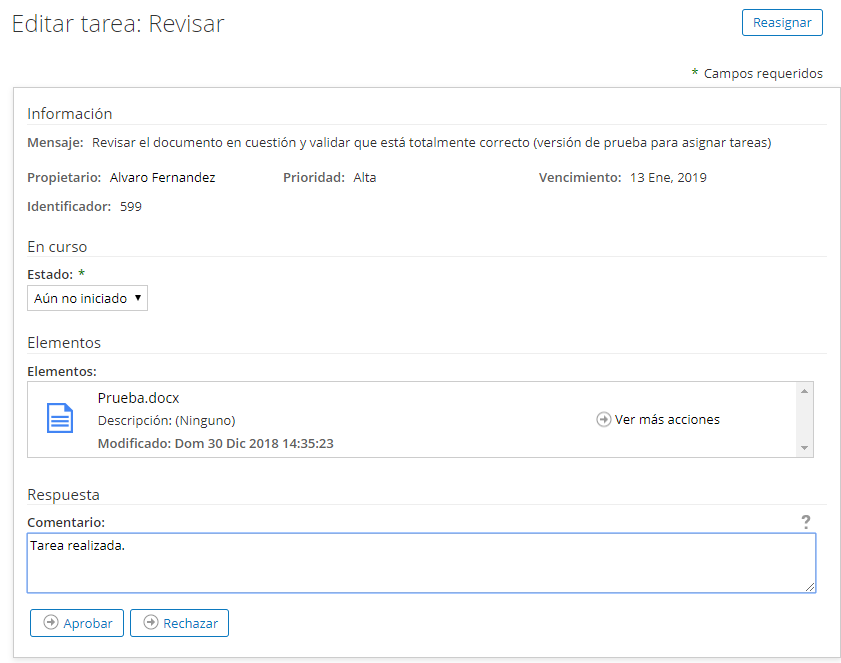 Editar tarea: Revisar
Reasignar
* Campos requeridos
Información
Mensaje: Revisar el documento en cuestión y validar que está totalmente correcto (versión de prueba para asignar tareas)
Propietario: Alvaro Fernandez Prioridad: Alta Vencimiento: 13 Ene, 2019
Identificador: 599
En curso
Estado: *
Aún no iniciado
Elementos
Elementos:
Prueba.docx
Descripción: (Ninguno)
Ver más acciones
Modificado: Dom 30 Dic 2018 14:35:23
Respuesta
Comentario: ?
Tarea realizada.
Aprobar Rechazar